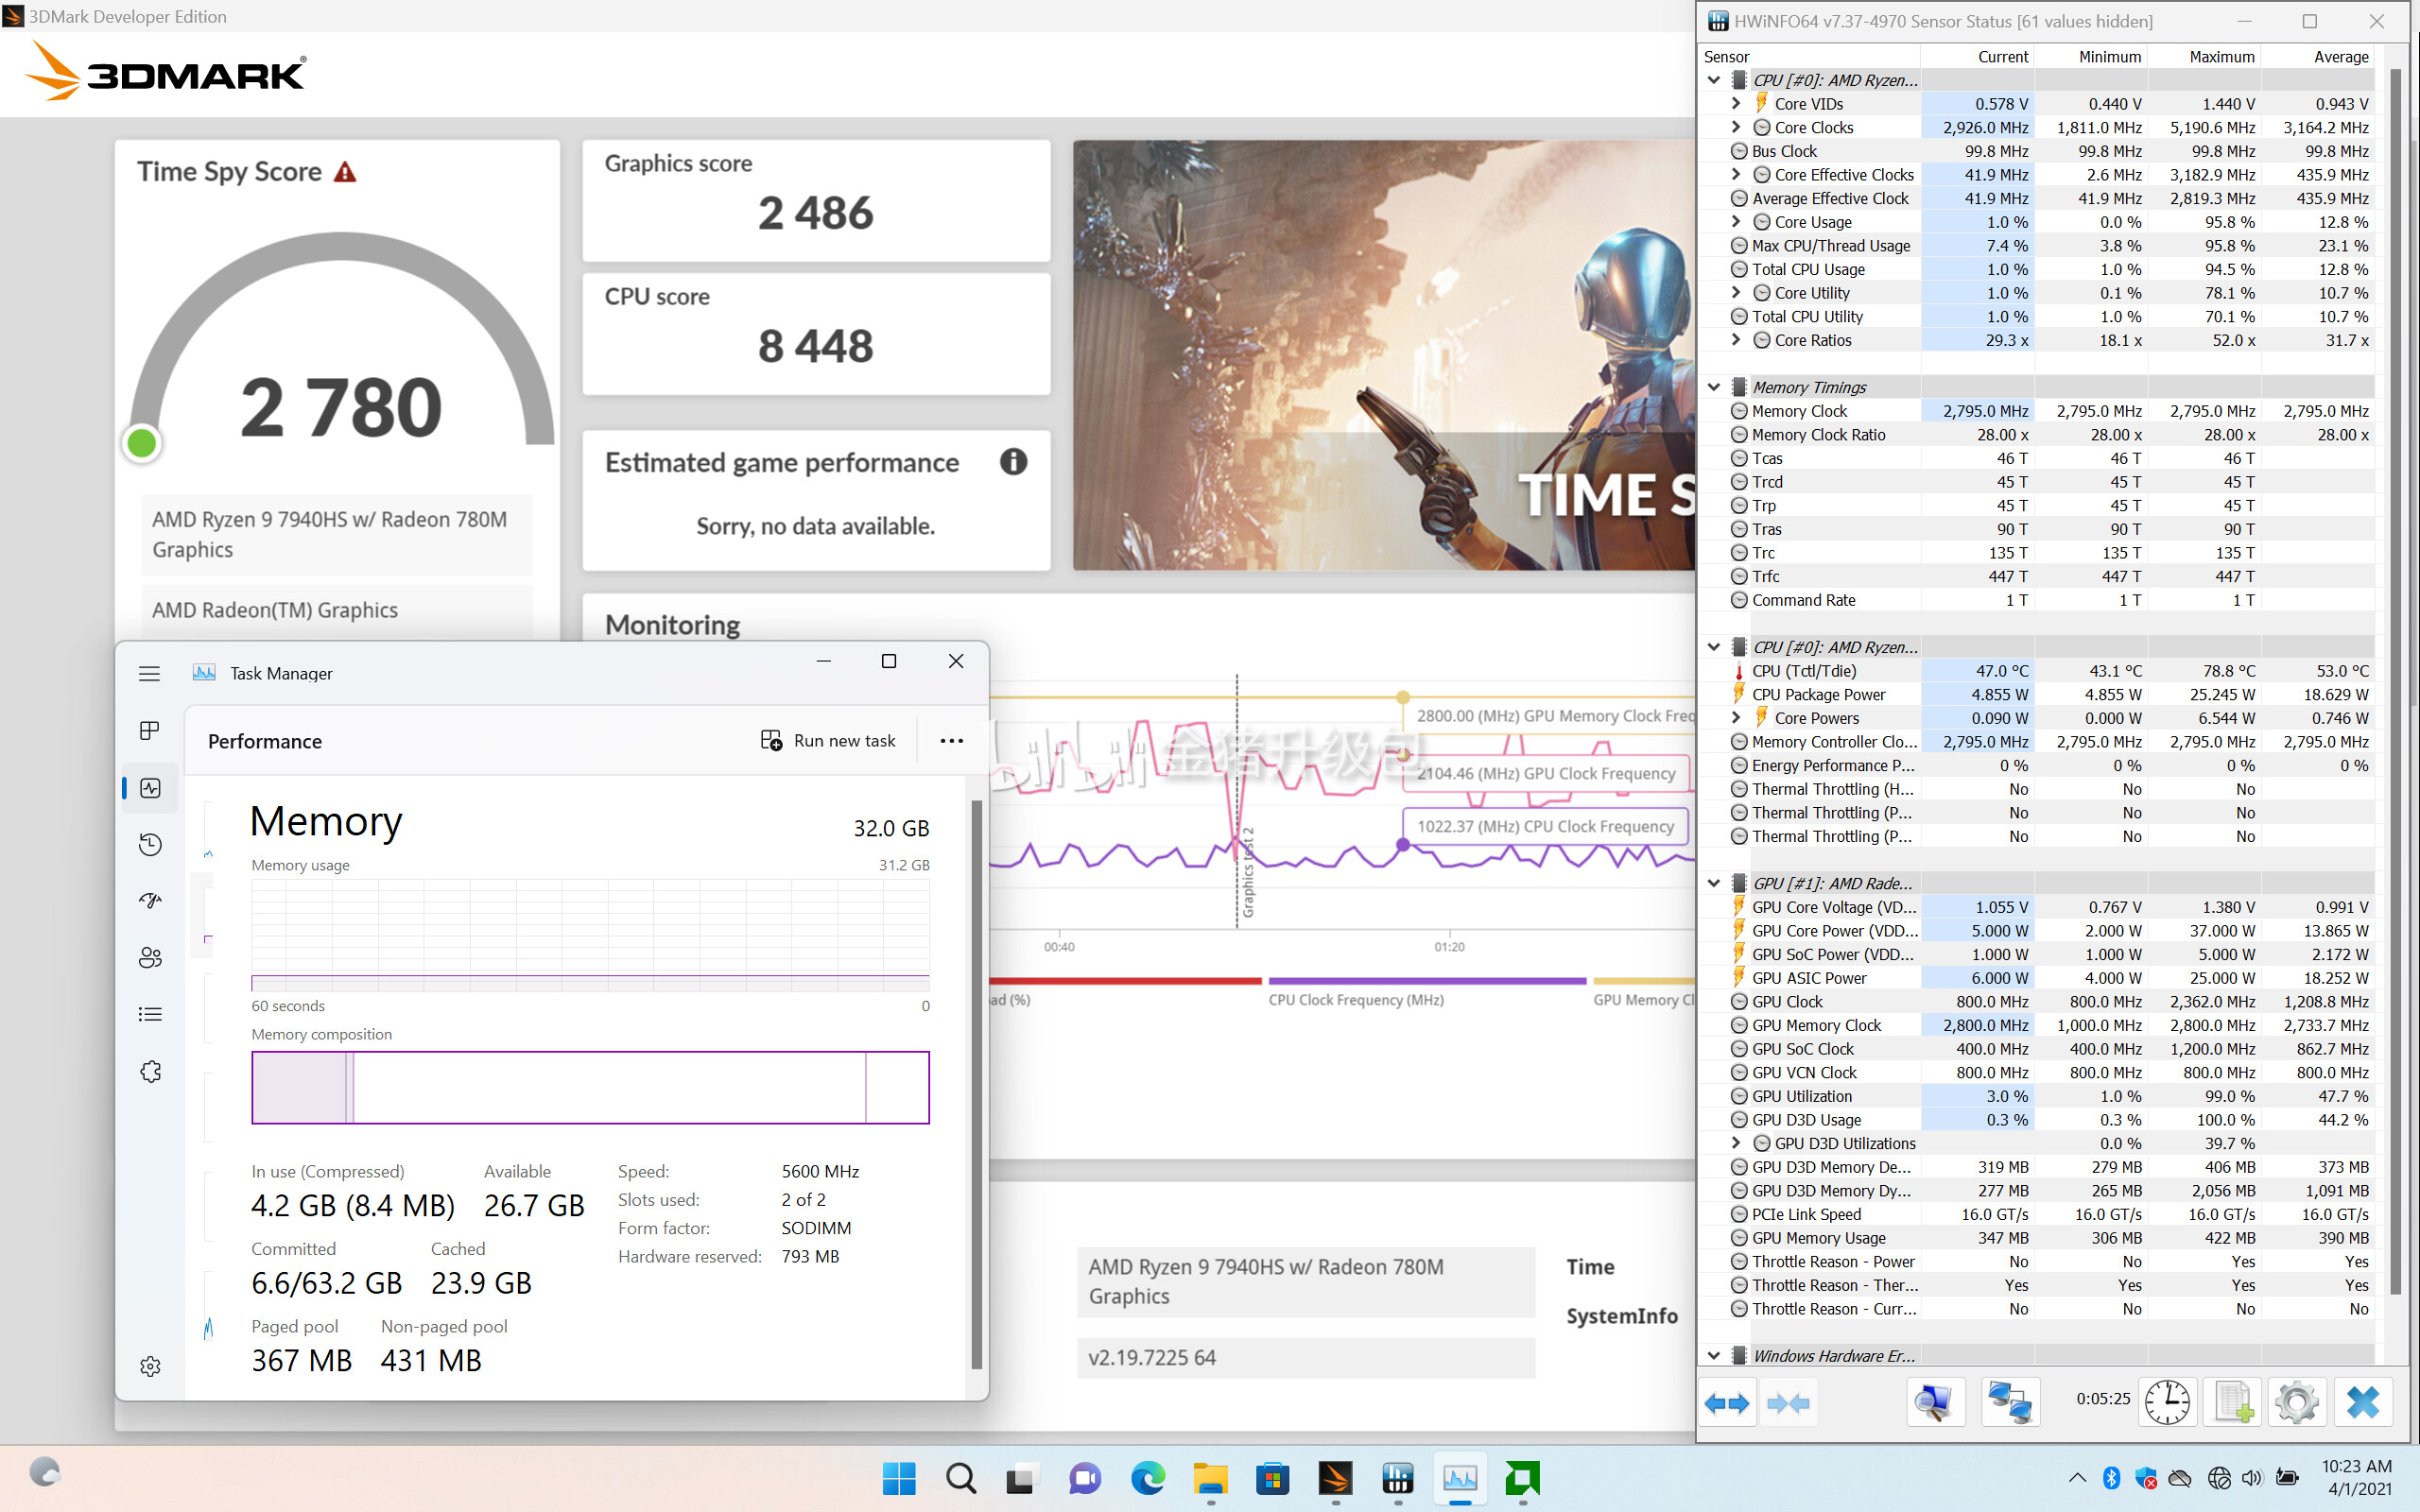 3DMark Developer Edition
3DMARK®
Time Spy Score
2 780
AMD Ryzen 9 7940HS w/ Radeon 780M
Graphics
AMD Radeon(TM) Graphics
Graphics score
2 486
CPU score
8 448
Estimated game performance
Sorry, no data available.
TIME S
Monitoring
2800.00 (MHz) GPU Memory Clock Freq
2104.46 (MHz) GPU Clock Frequency
1022.37 (MHz) CPU Clock Frequency
Graphics test 2
00:40
01:20
ad (%)
CPU Clock Frequency (MHz)
GPU Memory Cl
bilibili 金猪升级包
AMD Ryzen 9 7940HS w/ Radeon 780M
Graphics
v2.19.7225 64
Time
SystemInfo
Task Manager
Performance
Run new task
Memory
32.0 GB
Memory usage
31.2 GB
60 seconds
0
Memory composition
In use (Compressed)
4.2 GB (8.4 MB)
Available
26.7 GB
Committed
6.6/63.2 GB
Cached
23.9 GB
Paged pool
367 MB
Non-paged pool
431 MB
Speed: 5600 MHz
Slots used: 2 of 2
Form factor: SODIMM
Hardware reserved: 793 MB
HWiNFO64 v7.37-4970 Sensor Status [61 values hidden]
Sensor Current Minimum Maximum Average
CPU [#0]: AMD Ryzen...
Core VIDs 0.578 V 0.440 V 1.440 V 0.943 V
Core Clocks 2,926.0 MHz 1,811.0 MHz 5,190.6 MHz 3,164.2 MHz
Bus Clock 99.8 MHz 99.8 MHz 99.8 MHz 99.8 MHz
Core Effective Clocks 41.9 MHz 2.6 MHz 3,182.9 MHz 435.9 MHz
Average Effective Clock 41.9 MHz 41.9 MHz 2,819.3 MHz 435.9 MHz
Core Usage 1.0 % 0.0 % 95.8 % 12.8 %
Max CPU/Thread Usage 7.4 % 3.8 % 95.8 % 23.1 %
Total CPU Usage 1.0 % 1.0 % 94.5 % 12.8 %
Core Utility 1.0 % 0.1 % 78.1 % 10.7 %
Total CPU Utility 1.0 % 1.0 % 70.1 % 10.7 %
Core Ratios 29.3 x 18.1 x 52.0 x 31.7 x
Memory Timings
Memory Clock 2,795.0 MHz 2,795.0 MHz 2,795.0 MHz 2,795.0 MHz
Memory Clock Ratio 28.00 x 28.00 x 28.00 x 28.00 x
Tcas 46 T 46 T 46 T
Trcd 45 T 45 T 45 T
Trp 45 T 45 T 45 T
Tras 90 T 90 T 90 T
Trc 135 T 135 T 135 T
Trfc 447 T 447 T 447 T
Command Rate 1 T 1 T 1 T
CPU [#0]: AMD Ryzen...
CPU (Tctl/Tdie) 47.0 °C 43.1 °C 78.8 °C 53.0 °C
CPU Package Power 4.855 W 4.855 W 25.245 W 18.629 W
Core Powers 0.090 W 0.000 W 6.544 W 0.746 W
Memory Controller Clo... 2,795.0 MHz 2,795.0 MHz 2,795.0 MHz 2,795.0 MHz
Energy Performance P... 0 % 0 % 0 % 0 %
Thermal Throttling (H... No No No
Thermal Throttling (P... No No No
Thermal Throttling (P... No No No
GPU [#1]: AMD Rade...
GPU Core Voltage (VD... 1.055 V 0.767 V 1.380 V 0.991 V
GPU Core Power (VDD... 5.000 W 2.000 W 37.000 W 13.865 W
GPU SoC Power (VDD... 1.000 W 1.000 W 5.000 W 2.172 W
GPU ASIC Power 6.000 W 4.000 W 25.000 W 18.252 W
GPU Clock 800.0 MHz 800.0 MHz 2,362.0 MHz 1,208.8 MHz
GPU Memory Clock 2,800.0 MHz 1,000.0 MHz 2,800.0 MHz 2,733.7 MHz
GPU SoC Clock 400.0 MHz 400.0 MHz 1,200.0 MHz 862.7 MHz
GPU VCN Clock 800.0 MHz 800.0 MHz 800.0 MHz 800.0 MHz
GPU Utilization 3.0 % 1.0 % 99.0 % 47.7 %
GPU D3D Usage 0.3 % 0.3 % 100.0 % 44.2 %
GPU D3D Utilizations 0.0 % 39.7 %
GPU D3D Memory De... 319 MB 279 MB 406 MB 373 MB
GPU D3D Memory Dy... 277 MB 265 MB 2,056 MB 1,091 MB
PCIe Link Speed 16.0 GT/s 16.0 GT/s 16.0 GT/s 16.0 GT/s
GPU Memory Usage 347 MB 306 MB 422 MB 390 MB
Throttle Reason - Power No No Yes Yes
Throttle Reason - Ther... Yes Yes Yes Yes
Throttle Reason - Curr... No No No No
Windows Hardware Er...
0:05:25
10:23 AM
4/1/2021